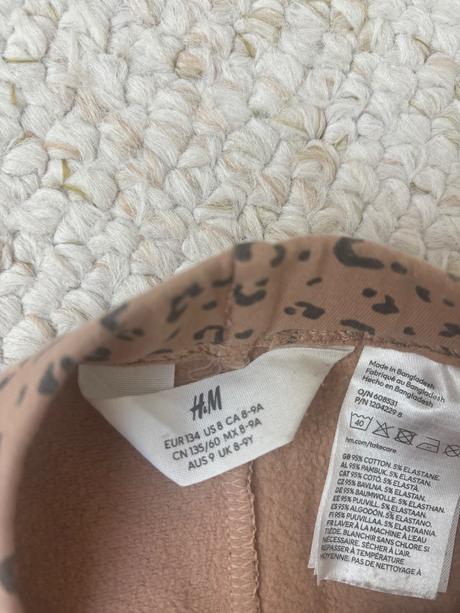 H&M
EUR 134 US 8 CA 8-9A
CN 135/60 MX 8-9A
AUS 9 UK 8-9Y
Made in Bangladesh
Fabriqué au Bangladesh
Hecho en Bangladesh
O/N 608531
P/N 1204229 8
40
hm.com/takecare
GB 95% COTTON, 5% ELASTANE
AL 95% PAMBUK, 5% ELASTAN
CAT 95% COTÓ, 5% ELASTÀ
CZ 95% BAVLNA, 5% ELASTAN
DE 95% BAUMWOLLE, 5% ELASTHAN
EE 95% PUUVILL, 5% ELASTAAN
ES 95% ALGODÓN, 5% ELASTANO
FI 95% PUUVILLA, 5% ELASTAANIA
FR LAVER À LA MACHINE À L'EAU
TIÈDE. BLANCHIR SANS CHLORE SI
NÉCESSAIRE. SÉCHER À L'AIR.
REPASSER À TEMPÉRATURE
MOYENNE. PAS DE NETTOYAGE À